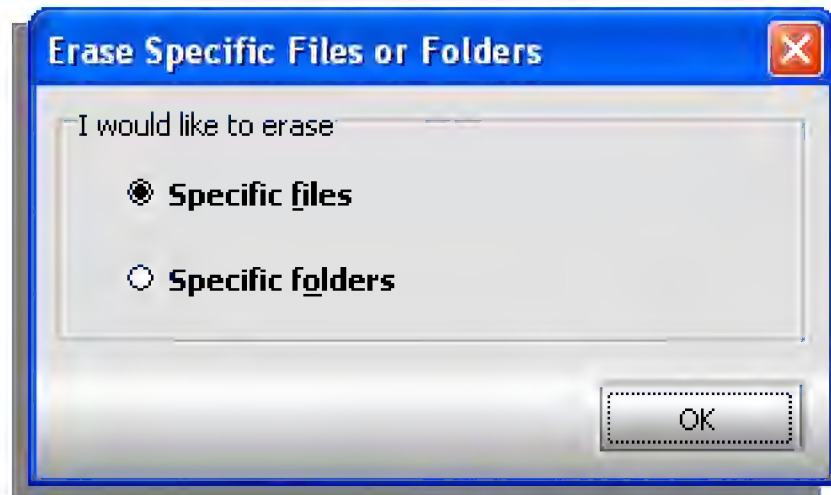 Erase Specific Files or Folders
I would like to erase
Specific files
Specific folders
OK